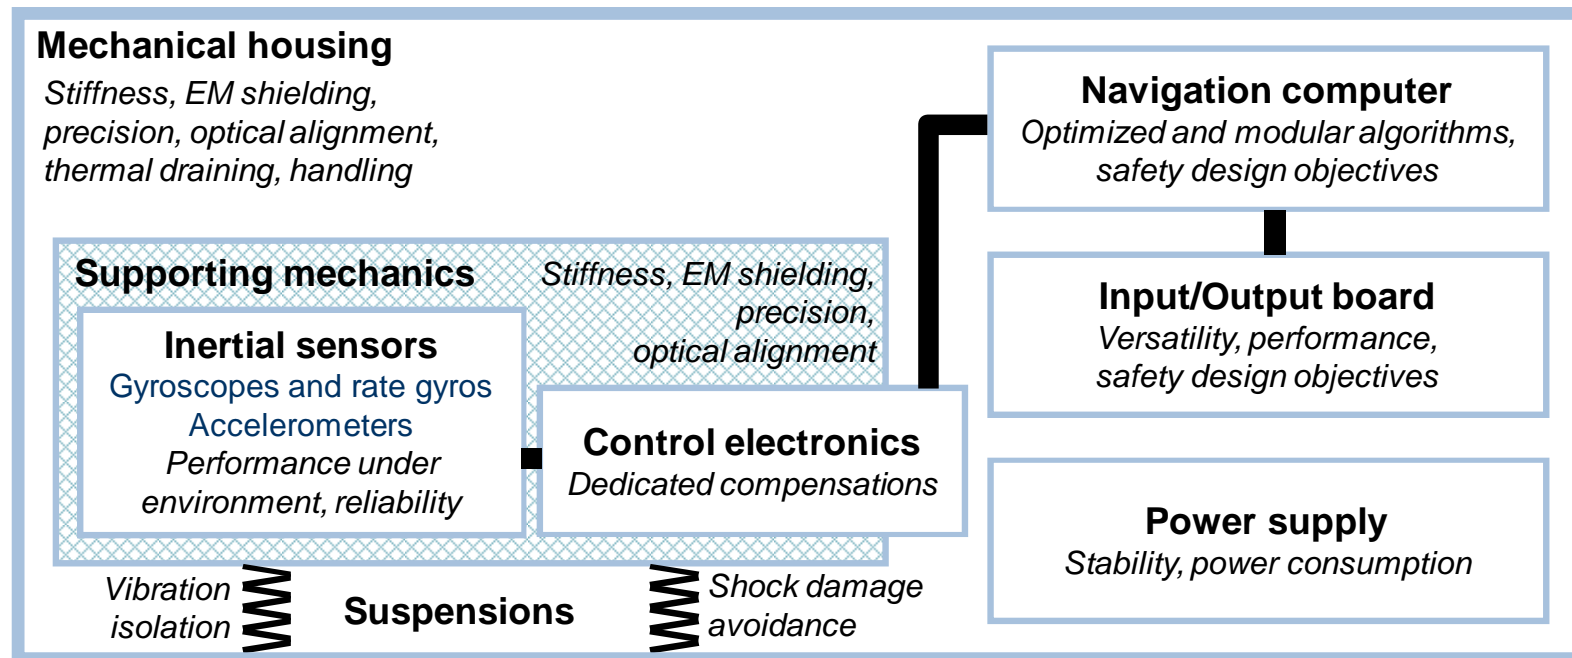 Mechanical housing
Stiffness, EM shielding,
precision, optical alignment,
thermal draining, handling
Navigation computer
Optimized and modular algorithms,
safety design objectives
Supporting mechanics
Stiffness, EM shielding,
precision,
optical alignment
Inertial sensors
Gyroscopes and rate gyros
Accelerometers
Performance under
environment, reliability
Control electronics
Dedicated compensations
Input/Output board
Versatility, performance,
safety design objectives
Power supply
Stability, power consumption
Vibration
isolation
Suspensions
Shock damage
avoidance